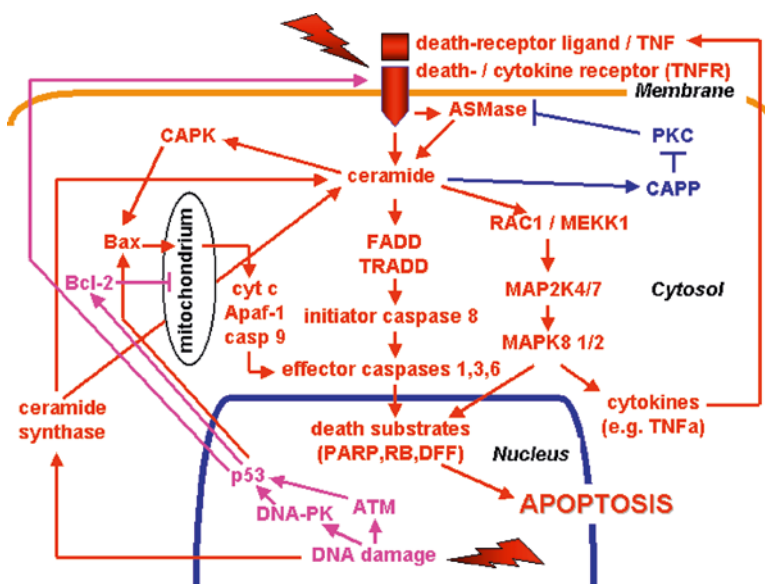 death-receptor ligand / TNF
death- / cytokine receptor (TNFR)
Membrane
ASMase
CAPK
PKC
ceramide
CAPP
RAC1 / MEKK1
Bax
FADD
TRADD
mitochondrium
Bcl-2
cyt c
Apaf-1
casp 9
MAP2K4/7
Cytosol
initiator caspase 8
MAPK8 1/2
effector caspases 1,3,6
ceramide
synthase
cytokines
(e.g. TNFa)
death substrates
(PARP,RB,DFF)
Nucleus
p53
DNA-PK
ATM
APOPTOSIS
DNA damage